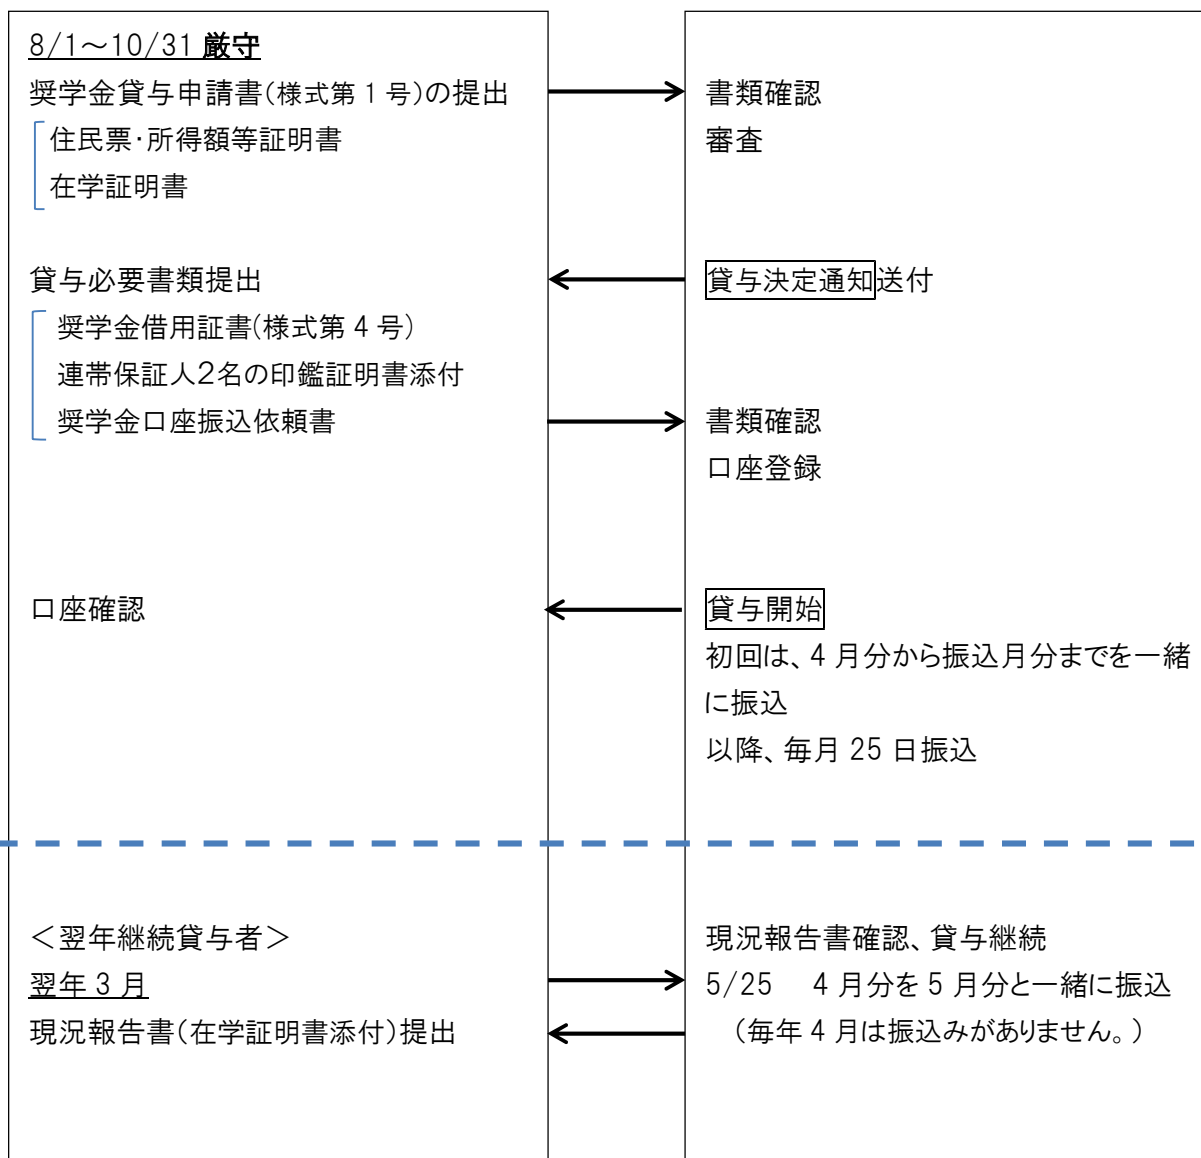 8/1～10/31 厳守
奨学金貸与申請書(様式第 1 号)の提出
住民票・所得額等証明書
在学証明書
書類確認
審査
貸与必要書類提出
奨学金借用証書(様式第 4 号)
連帯保証人2名の印鑑証明書添付
奨学金口座振込依頼書
貸与決定通知送付
書類確認
口座登録
口座確認
貸与開始
初回は、4 月分から振込月分までを一緒
に振込
以降、毎月 25 日振込
＜翌年継続貸与者＞
翌年 3 月
現況報告書(在学証明書添付)提出
現況報告書確認、貸与継続
5/25　4 月分を 5 月分と一緒に振込
（毎年 4 月は振込みがありません。）